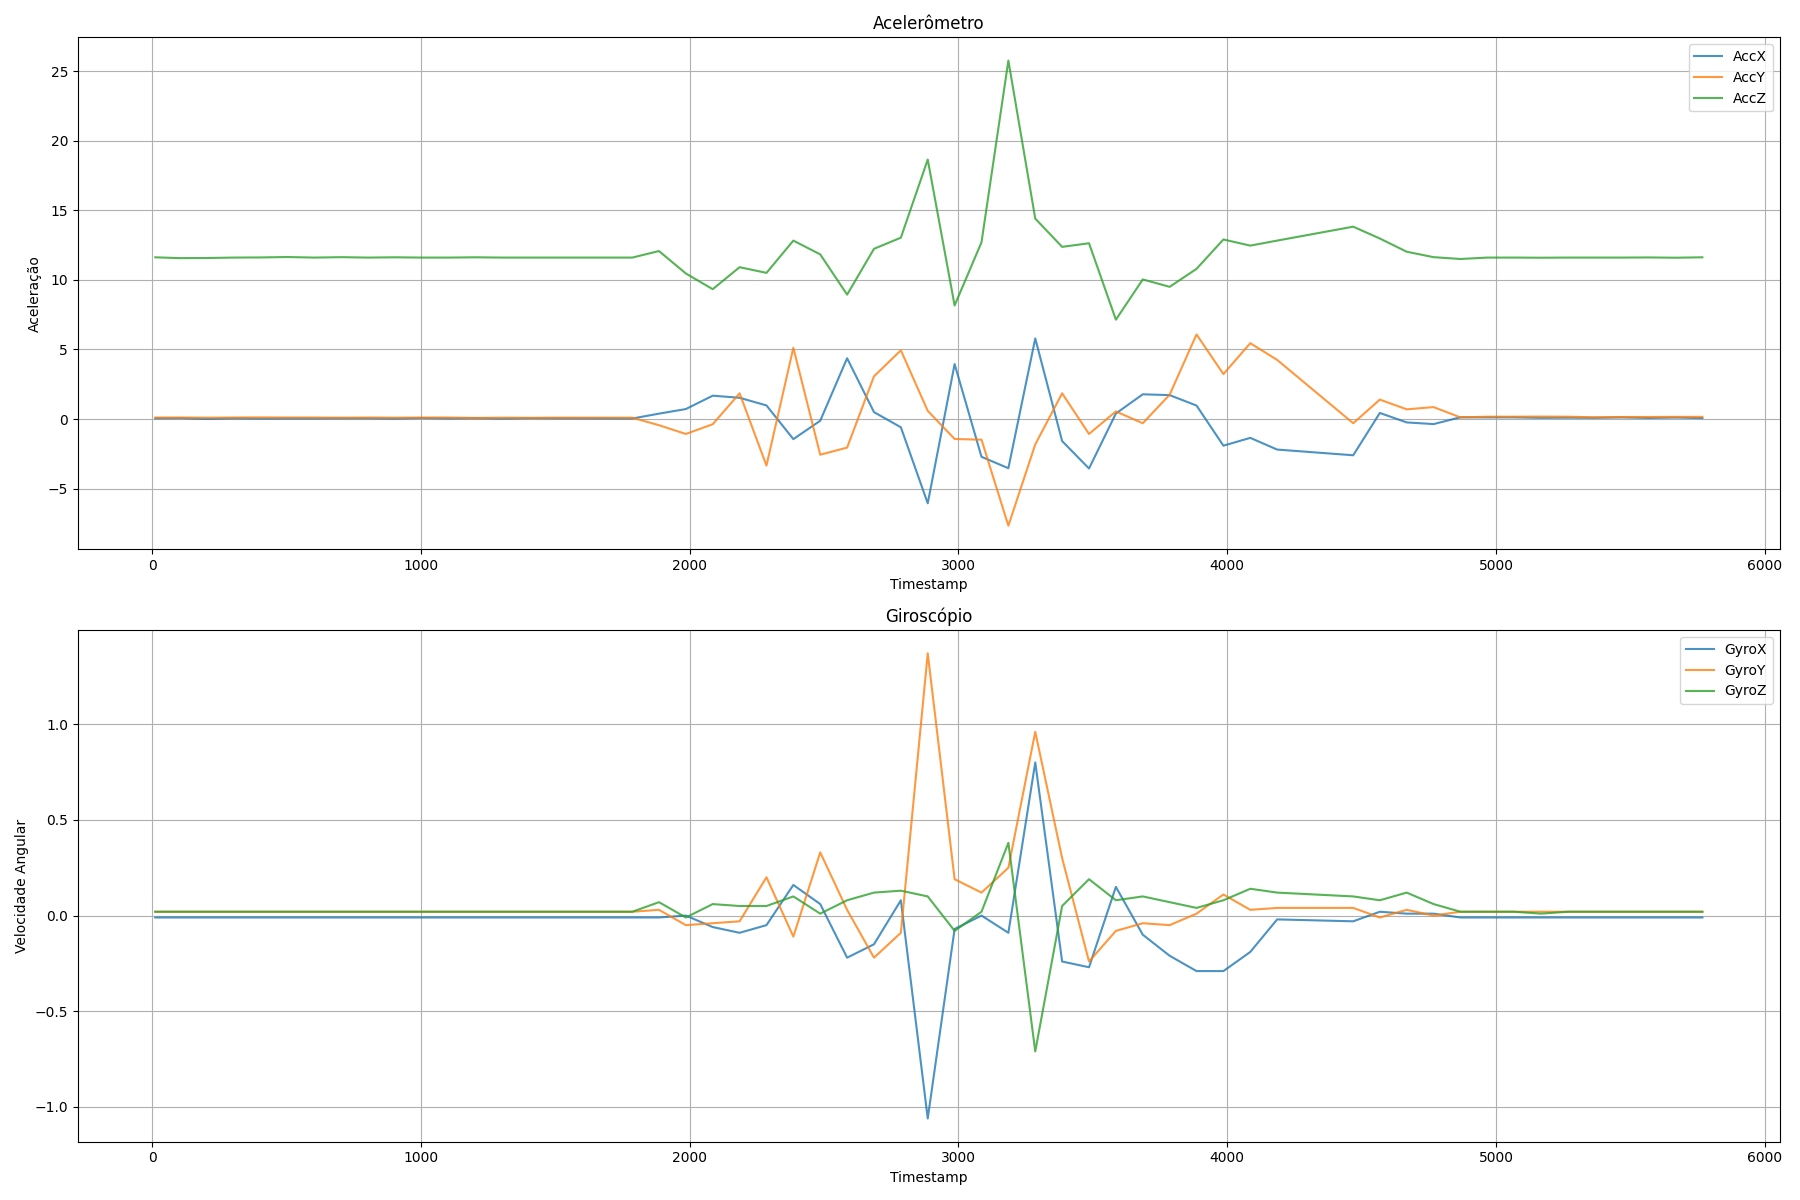 Acelerômetro
AccX
AccY
AccZ
25
20
15
10
5
0
−5
Aceleração
0 1000 2000 3000 4000 5000 6000
Timestamp
Giroscópio
GyroX
GyroY
GyroZ
1.0
0.5
0.0
−0.5
−1.0
Velocidade Angular
0 1000 2000 3000 4000 5000 6000
Timestamp